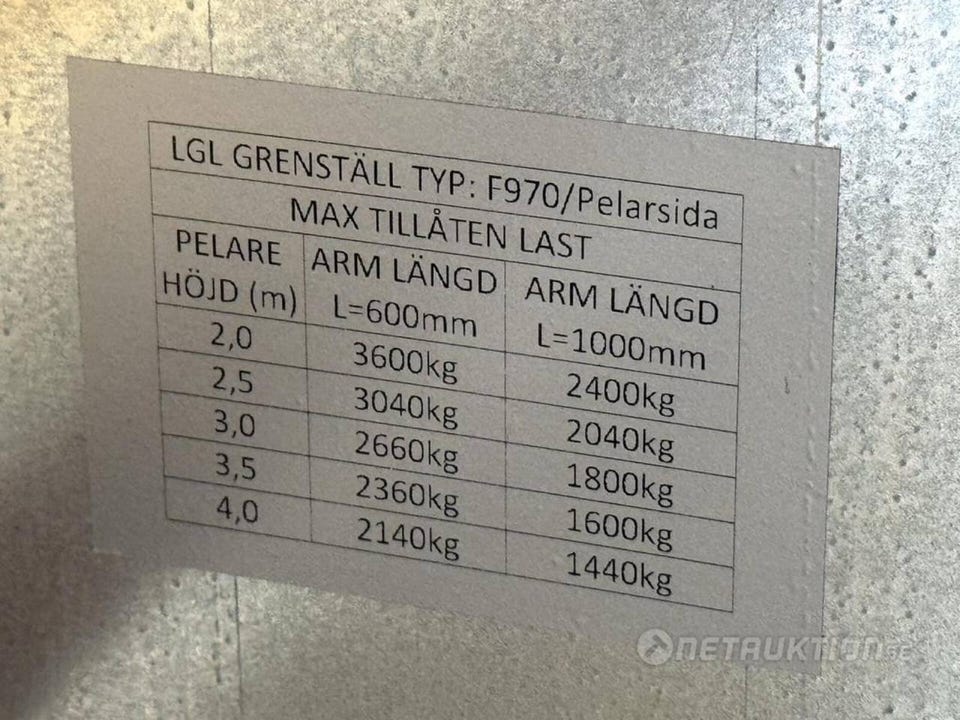 LGL GRENSTÄLL TYP: F970/Pelarsida
MAX TILLÅTEN LAST
PELARE HÖJD (m) ARM LÄNGD L=600mm ARM LÄNGD L=1000mm
2,0 3600kg 2400kg
2,5 3040kg 2040kg
3,0 2660kg 1800kg
3,5 2360kg 1600kg
4,0 2140kg 1440kg
NETAUKTION.SE